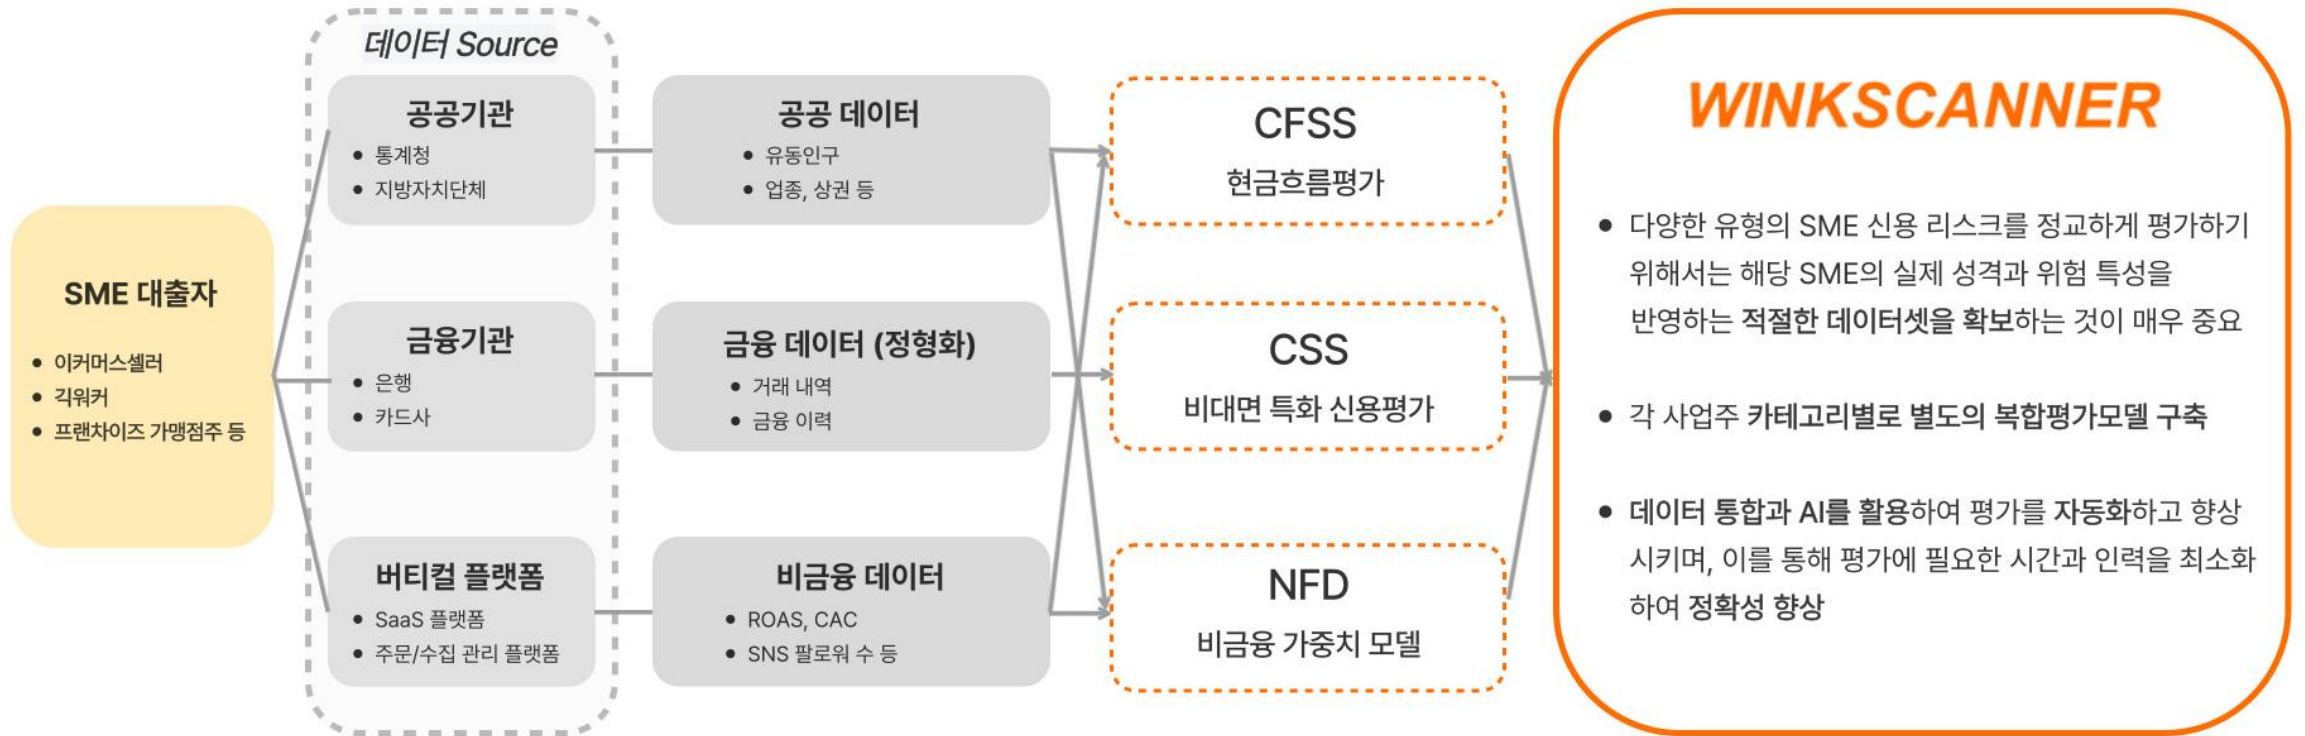 데이터 Source
SME 대출자
• 이커머스셀러
• 긱워커
• 프랜차이즈 가맹점주 등
공공기관
• 통계청
• 지방자치단체
금융기관
• 은행
• 카드사
버티컬 플랫폼
• SaaS 플랫폼
• 주문/수집 관리 플랫폼
공공 데이터
• 유동인구
• 업종, 상권 등
금융 데이터 (정형화)
• 거래 내역
• 금융 이력
비금융 데이터
• ROAS, CAC
• SNS 팔로워 수 등
CFSS
현금흐름평가
CSS
비대면 특화 신용평가
NFD
비금융 가중치 모델
WINKSCANNER
• 다양한 유형의 SME 신용 리스크를 정교하게 평가하기
위해서는 해당 SME의 실제 성격과 위험 특성을
반영하는 적절한 데이터셋을 확보하는 것이 매우 중요
• 각 사업주 카테고리별로 별도의 복합평가모델 구축
• 데이터 통합과 AI를 활용하여 평가를 자동화하고 향상
시키며, 이를 통해 평가에 필요한 시간과 인력을 최소화
하여 정확성 향상